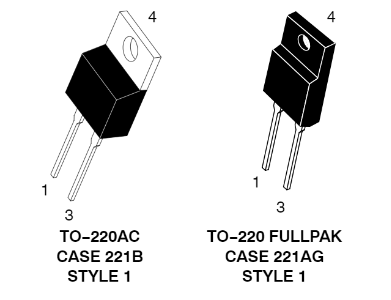 4
4
1
3
1
3
TO−220AC
CASE 221B
STYLE 1
TO−220 FULLPAK
CASE 221AG
STYLE 1